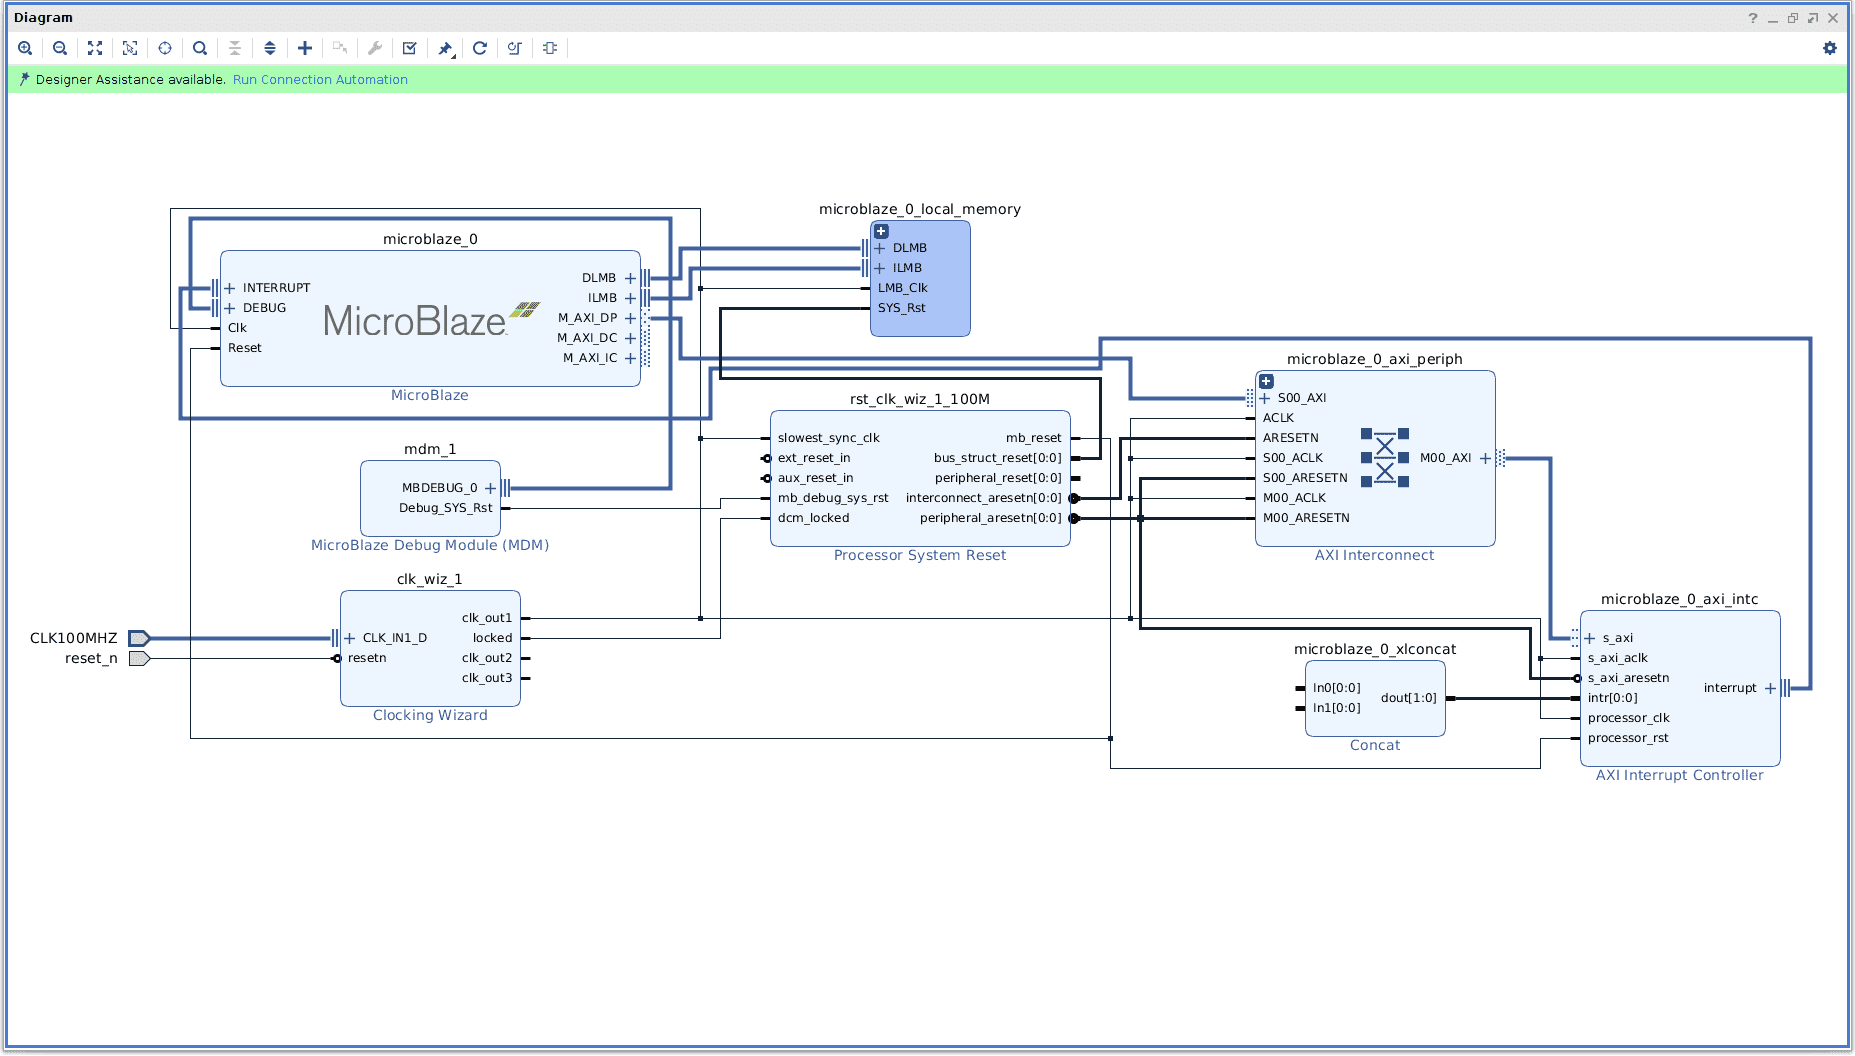 Diagram
Designer Assistance available. Run Connection Automation
microblaze_0
INTERRUPT
DEBUG
Clk
Reset
MicroBlaze
DLMB
ILMB
M_AXI_DP
M_AXI_DC
M_AXI_IC
MicroBlaze
microblaze_0_local_memory
DLMB
ILMB
LMB_Clk
SYS_Rst
mdm_1
MBDEBUG_0
Debug_SYS_Rst
MicroBlaze Debug Module (MDM)
rst_clk_wiz_1_100M
slowest_sync_clk
ext_reset_in
aux_reset_in
mb_debug_sys_rst
dcm_locked
mb_reset
bus_struct_reset[0:0]
peripheral_reset[0:0]
interconnect_aresetn[0:0]
peripheral_aresetn[0:0]
Processor System Reset
microblaze_0_axi_periph
S00_AXI
ACLK
ARESETN
S00_ACLK
S00_ARESETN
M00_ACLK
M00_ARESETN
M00_AXI
AXI Interconnect
CLK100MHZ
reset_n
clk_wiz_1
CLK_IN1_D
resetn
clk_out1
locked
clk_out2
clk_out3
Clocking Wizard
microblaze_0_xlconcat
In0[0:0]
In1[0:0]
dout[1:0]
Concat
microblaze_0_axi_intc
s_axi
s_axi_aclk
s_axi_aresetn
intr[0:0]
processor_clk
processor_rst
interrupt
AXI Interrupt Controller